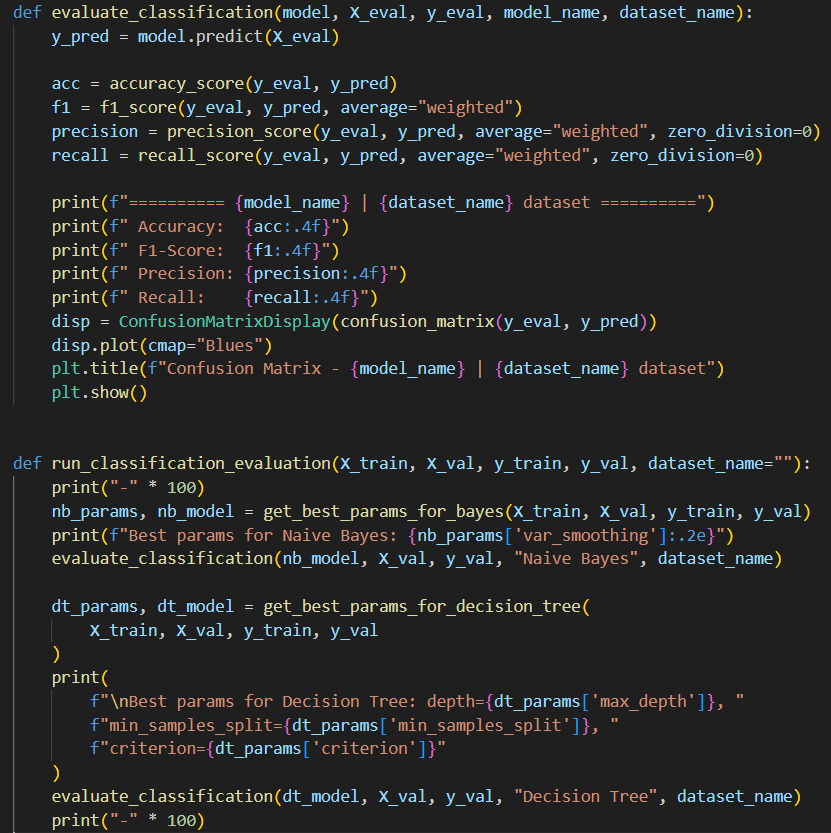 def evaluate_classification(model, X_eval, y_eval, model_name, dataset_name):
    y_pred = model.predict(X_eval)

    acc = accuracy_score(y_eval, y_pred)
    f1 = f1_score(y_eval, y_pred, average="weighted")
    precision = precision_score(y_eval, y_pred, average="weighted", zero_division=0)
    recall = recall_score(y_eval, y_pred, average="weighted", zero_division=0)

    print(f"========== {model_name} | {dataset_name} dataset ==========")
    print(f" Accuracy:  {acc:.4f}")
    print(f" F1-Score:  {f1:.4f}")
    print(f" Precision: {precision:.4f}")
    print(f" Recall:    {recall:.4f}")
    disp = ConfusionMatrixDisplay(confusion_matrix(y_eval, y_pred))
    disp.plot(cmap="Blues")
    plt.title(f"Confusion Matrix - {model_name} | {dataset_name} dataset")
    plt.show()


def run_classification_evaluation(X_train, X_val, y_train, y_val, dataset_name=""):
    print("-" * 100)
    nb_params, nb_model = get_best_params_for_bayes(X_train, X_val, y_train, y_val)
    print(f"Best params for Naive Bayes: {nb_params['var_smoothing']:.2e}")
    evaluate_classification(nb_model, X_val, y_val, "Naive Bayes", dataset_name)

    dt_params, dt_model = get_best_params_for_decision_tree(
        X_train, X_val, y_train, y_val
    )
    print(
        f"\nBest params for Decision Tree: depth={dt_params['max_depth']}, "
        f"min_samples_split={dt_params['min_samples_split']}, "
        f"criterion={dt_params['criterion']}"
    )
    evaluate_classification(dt_model, X_val, y_val, "Decision Tree", dataset_name)
    print("-" * 100)